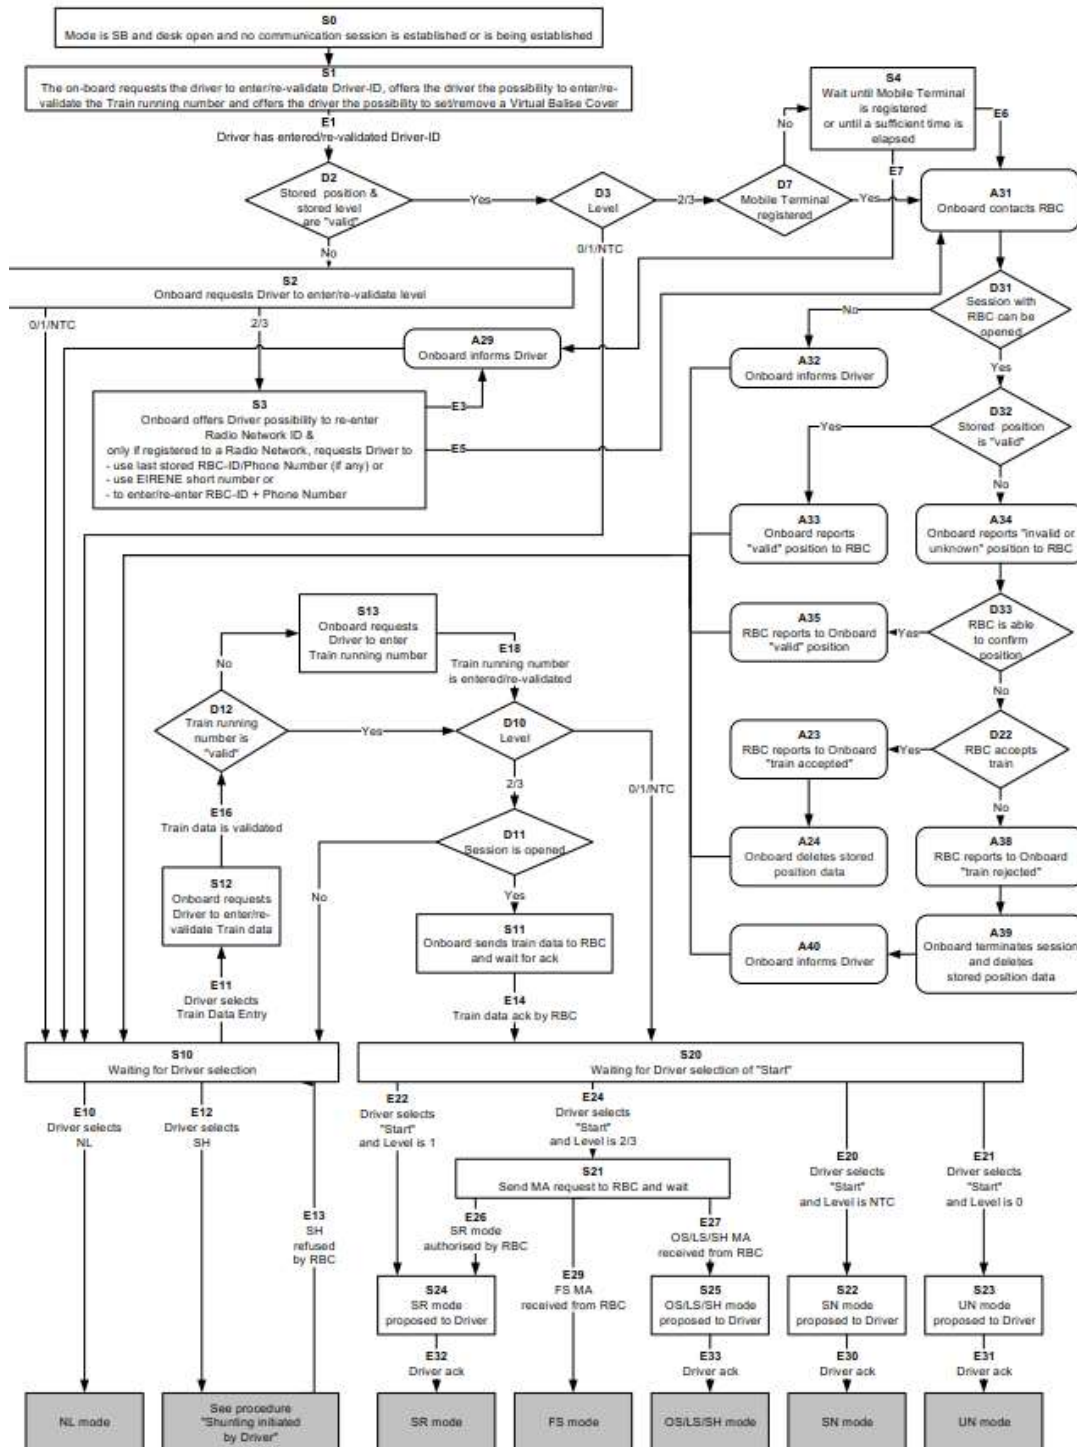 S0
Mode is SB and desk open and no communication session is established or is being established
S1
The on-board requests the driver to enter/re-validate Driver-ID, offers the driver the possibility to enter/re-
validate the Train running number and offers the driver the possibility to set/remove a Virtual Balise Cover
E1
Driver has entered/re-validated Driver-ID
D2
Stored position &
stored level
are "valid"
Yes
No
D3
Level
2/3
0/1/NTC
D7
Mobile Terminal
registered
No
Yes
S4
Wait until Mobile Terminal
is registered
or until a sufficient time is
elapsed
E6
E7
A31
Onboard contacts RBC
S2
Onboard requests Driver to enter/re-validate level
0/1/NTC
2/3
D31
Session with
RBC can be
opened
No
Yes
A29
Onboard informs Driver
A32
Onboard informs Driver
S3
Onboard offers Driver possibility to re-enter
Radio Network ID &
only if registered to a Radio Network, requests Driver to
- use last stored RBC-ID/Phone Number (if any) or
- use EIRENE short number or
- to enter/re-enter RBC-ID + Phone Number
E3
E5
D32
Stored position
is "valid"
Yes
No
A33
Onboard reports
"valid" position to RBC
A34
Onboard reports "invalid or
unknown" position to RBC
S13
Onboard requests
Driver to enter
Train running number
E18
Train running number
is entered/re-validated
A35
RBC reports to Onboard
"valid" position
Yes
D33
RBC is able
to confirm
position
No
No
D12
Train running
number is
"valid"
Yes
D10
Level
2/3
0/1/NTC
A23
RBC reports to Onboard
"train accepted"
Yes
D22
RBC accepts
train
No
E16
Train data is validated
D11
Session is opened
No
Yes
A24
Onboard deletes stored
position data
A38
RBC reports to Onboard
"train rejected"
S12
Onboard requests
Driver to enter/re-
validate Train data
S11
Onboard sends train data to RBC
and wait for ack
A40
Onboard informs Driver
A39
Onboard terminates session
and deletes
stored position data
E11
Driver selects
Train Data Entry
E14
Train data ack by RBC
S10
Waiting for Driver selection
S20
Waiting for Driver selection of "Start"
E10
Driver selects
NL
E12
Driver selects
SH
E13
SH
refused
by RBC
E22
Driver selects
"Start"
and Level is 1
E24
Driver selects
"Start"
and Level is 2/3
E20
Driver selects
"Start"
and Level is NTC
E21
Driver selects
"Start"
and Level is 0
S21
Send MA request to RBC and wait
E26
SR mode
authorised by RBC
E29
FS MA
received from RBC
E27
OS/LS/SH MA
received from RBC
S24
SR mode
proposed to Driver
S25
OS/LS/SH mode
proposed to Driver
S22
SN mode
proposed to Driver
S23
UN mode
proposed to Driver
E32
Driver ack
E33
Driver ack
E30
Driver ack
E31
Driver ack
NL mode
See procedure
"Shunting initiated
by Driver"
SR mode
FS mode
OS/LS/SH mode
SN mode
UN mode